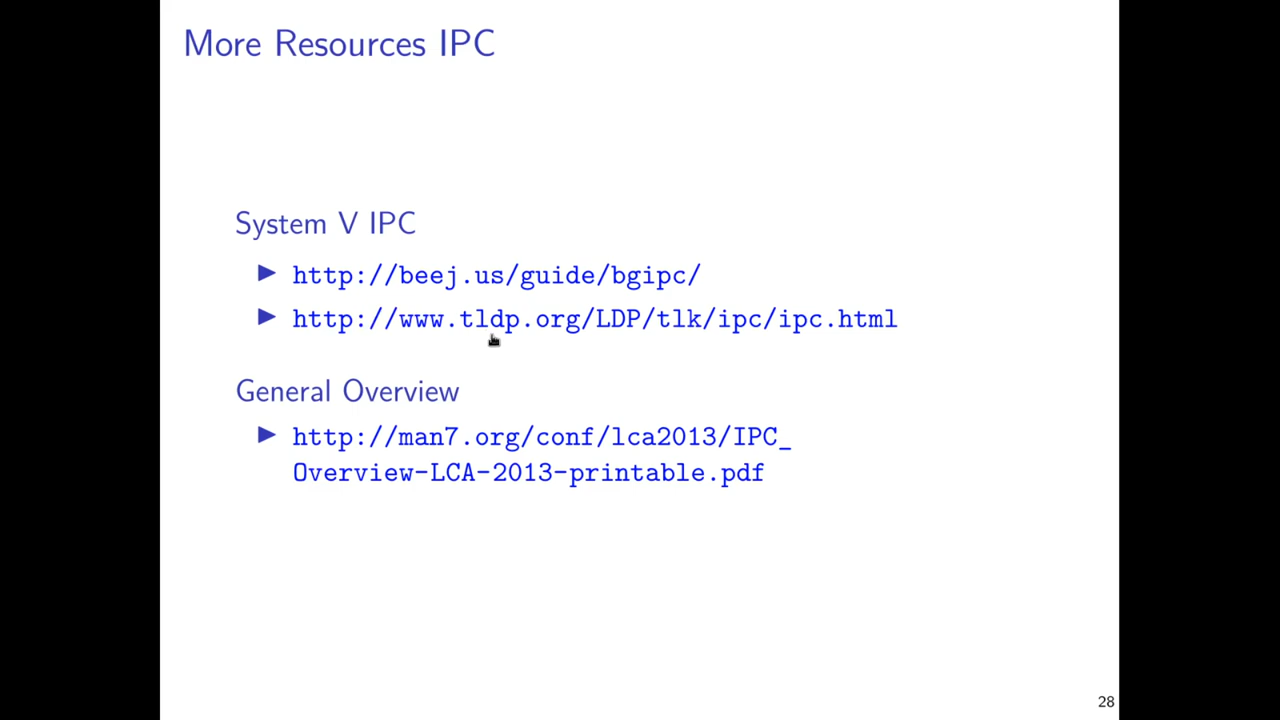 More Resources IPC
System V IPC
▶ http://beej.us/guide/bgipc/
▶ http://www.tldp.org/LDP/tlk/ipc/ipc.html
General Overview
▶ http://man7.org/conf/lca2013/IPC_
Overview-LCA-2013-printable.pdf
28